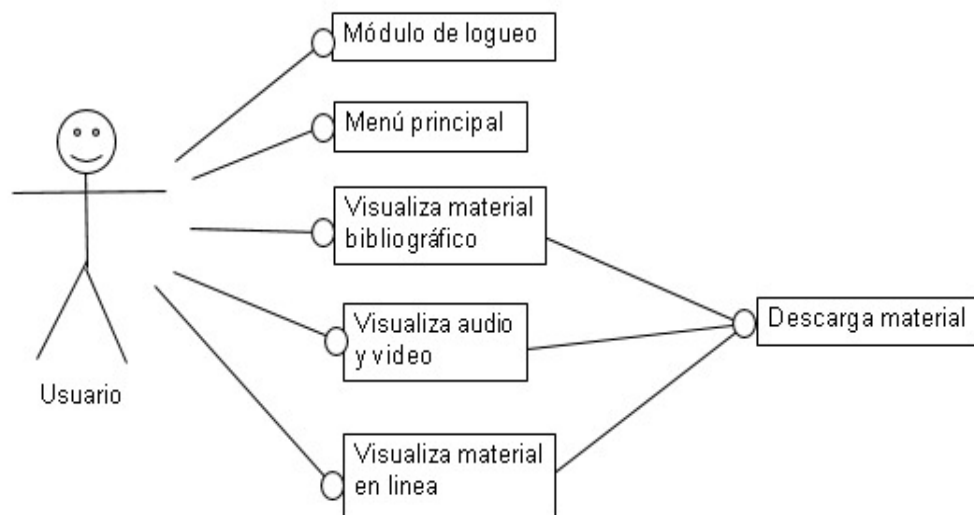 Módulo de logueo
Menú principal
Visualiza material
bibliográfico
Visualiza audio
y video
Descarga material
Usuario
Visualiza material
en linea